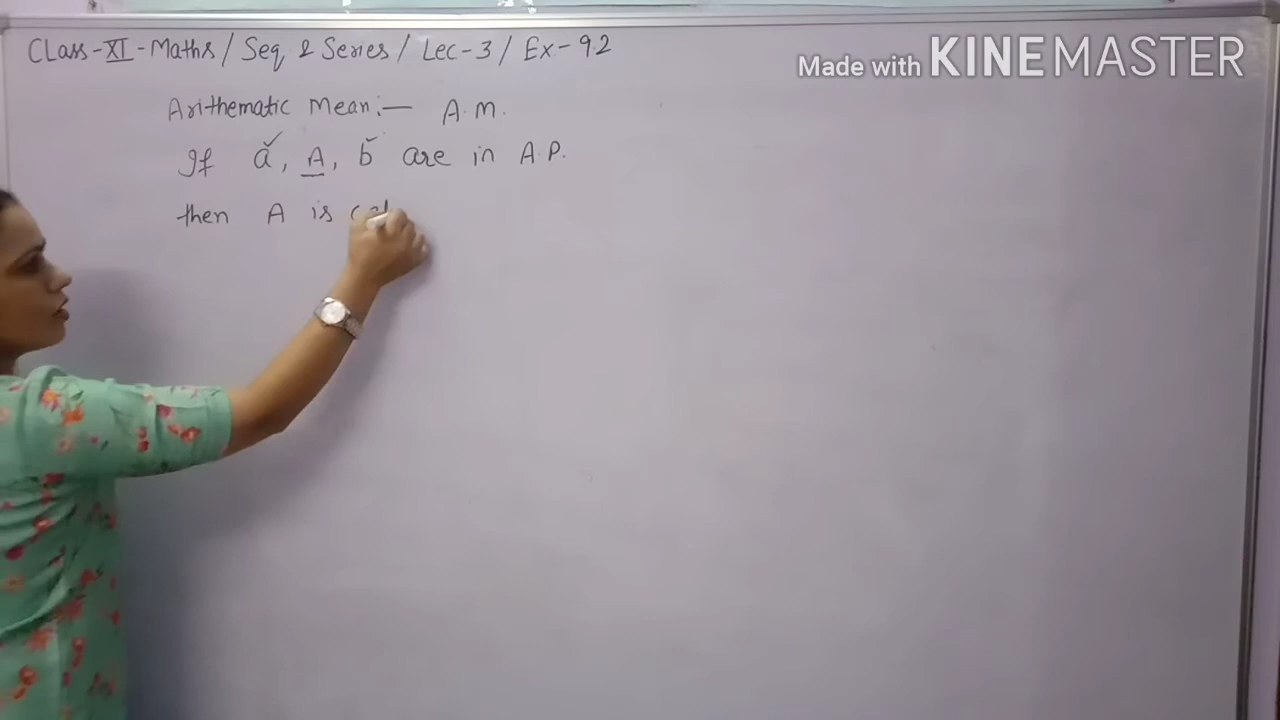 CLass-XI-Maths / Seq & Series / Lec-3 / Ex-9.2
Made with KINEMASTER
Arithematic Mean:— A.M.
If a, A, b are in A.P.
then A is